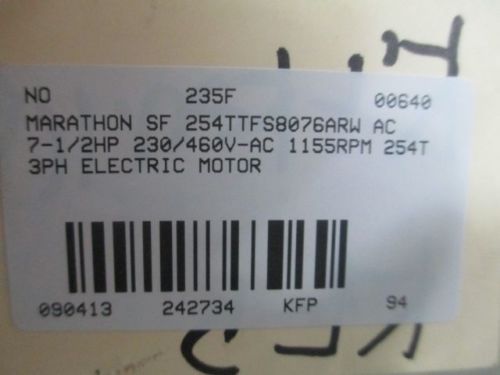 NO 235F 00640
MARATHON SF 254TTFS8076ARW AC
7-1/2HP 230/460V-AC 1155RPM 254T
3PH ELECTRIC MOTOR
090413 242734 KFP 94